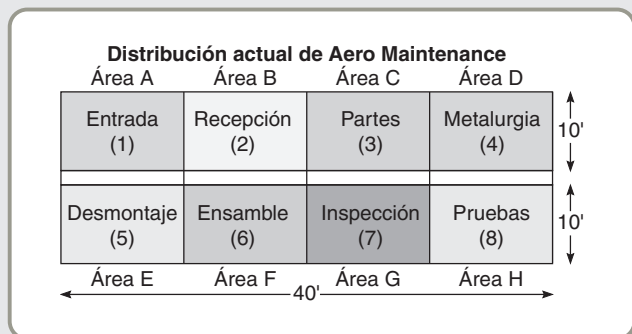 Distribución actual de Aero Maintenance
Área A Área B Área C Área D
Entrada Recepción Partes Metalurgia
(1) (2) (3) (4)
10'
Desmontaje Ensamble Inspección Pruebas
(5) (6) (7) (8)
10'
Área E Área F Área G Área H
40'